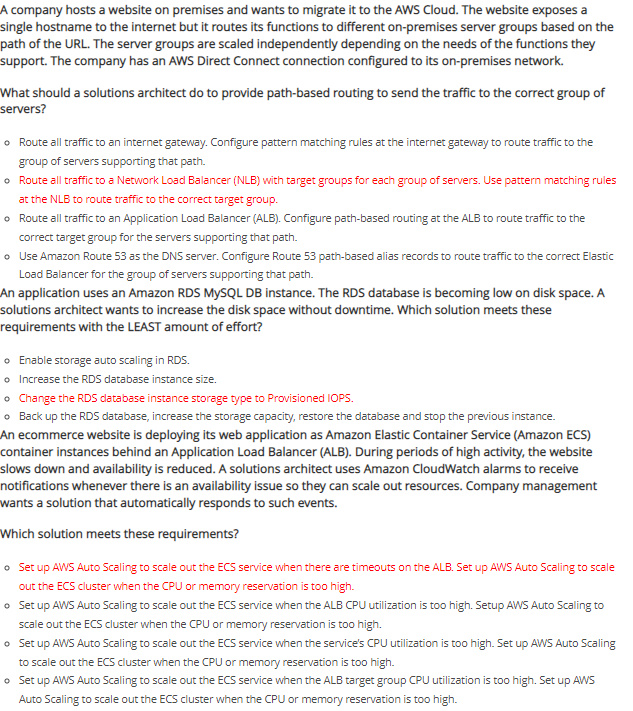 A company hosts a website on premises and wants to migrate it to the AWS Cloud. The website exposes a
single hostname to the internet but it routes its functions to different on-premises server groups based on the
path of the URL. The server groups are scaled independently depending on the needs of the functions they
support. The company has an AWS Direct Connect connection configured to its on-premises network.
What should a solutions architect do to provide path-based routing to send the traffic to the correct group of
servers?
Route all traffic to an internet gateway. Configure pattern matching rules at the internet gateway to route traffic to the
group of servers supporting that path.
Route all traffic to a Network Load Balancer (NLB) with target groups for each group of servers. Use pattern matching rules
at the NLB to route traffic to the correct target group.
Route all traffic to an Application Load Balancer (ALB). Configure path-based routing at the ALB to route traffic to the
correct target group for the servers supporting that path.
Use Amazon Route 53 as the DNS server. Configure Route 53 path-based alias records to route traffic to the correct Elastic
Load Balancer for the group of servers supporting that path.
An application uses an Amazon RDS MySQL DB instance. The RDS database is becoming low on disk space. A
solutions architect wants to increase the disk space without downtime. Which solution meets these
requirements with the LEAST amount of effort?
Enable storage auto scaling in RDS.
Increase the RDS database instance size.
Change the RDS database instance storage type to Provisioned IOPS.
Back up the RDS database, increase the storage capacity, restore the database and stop the previous instance.
An ecommerce website is deploying its web application as Amazon Elastic Container Service (Amazon ECS)
container instances behind an Application Load Balancer (ALB). During periods of high activity, the website
slows down and availability is reduced. A solutions architect uses Amazon CloudWatch alarms to receive
notifications whenever there is an availability issue so they can scale out resources. Company management
wants a solution that automatically responds to such events.
Which solution meets these requirements?
Set up AWS Auto Scaling to scale out the ECS service when there are timeouts on the ALB. Set up AWS Auto Scaling to scale
out the ECS cluster when the CPU or memory reservation is too high.
Set up AWS Auto Scaling to scale out the ECS service when the ALB CPU utilization is too high. Setup AWS Auto Scaling to
scale out the ECS cluster when the CPU or memory reservation is too high.
Set up AWS Auto Scaling to scale out the ECS service when the service's CPU utilization is too high. Set up AWS Auto Scaling
to scale out the ECS cluster when the CPU or memory reservation is too high.
Set up AWS Auto Scaling to scale out the ECS service when the ALB target group CPU utilization is too high. Set up AWS
Auto Scaling to scale out the ECS cluster when the CPU or memory reservation is too high.